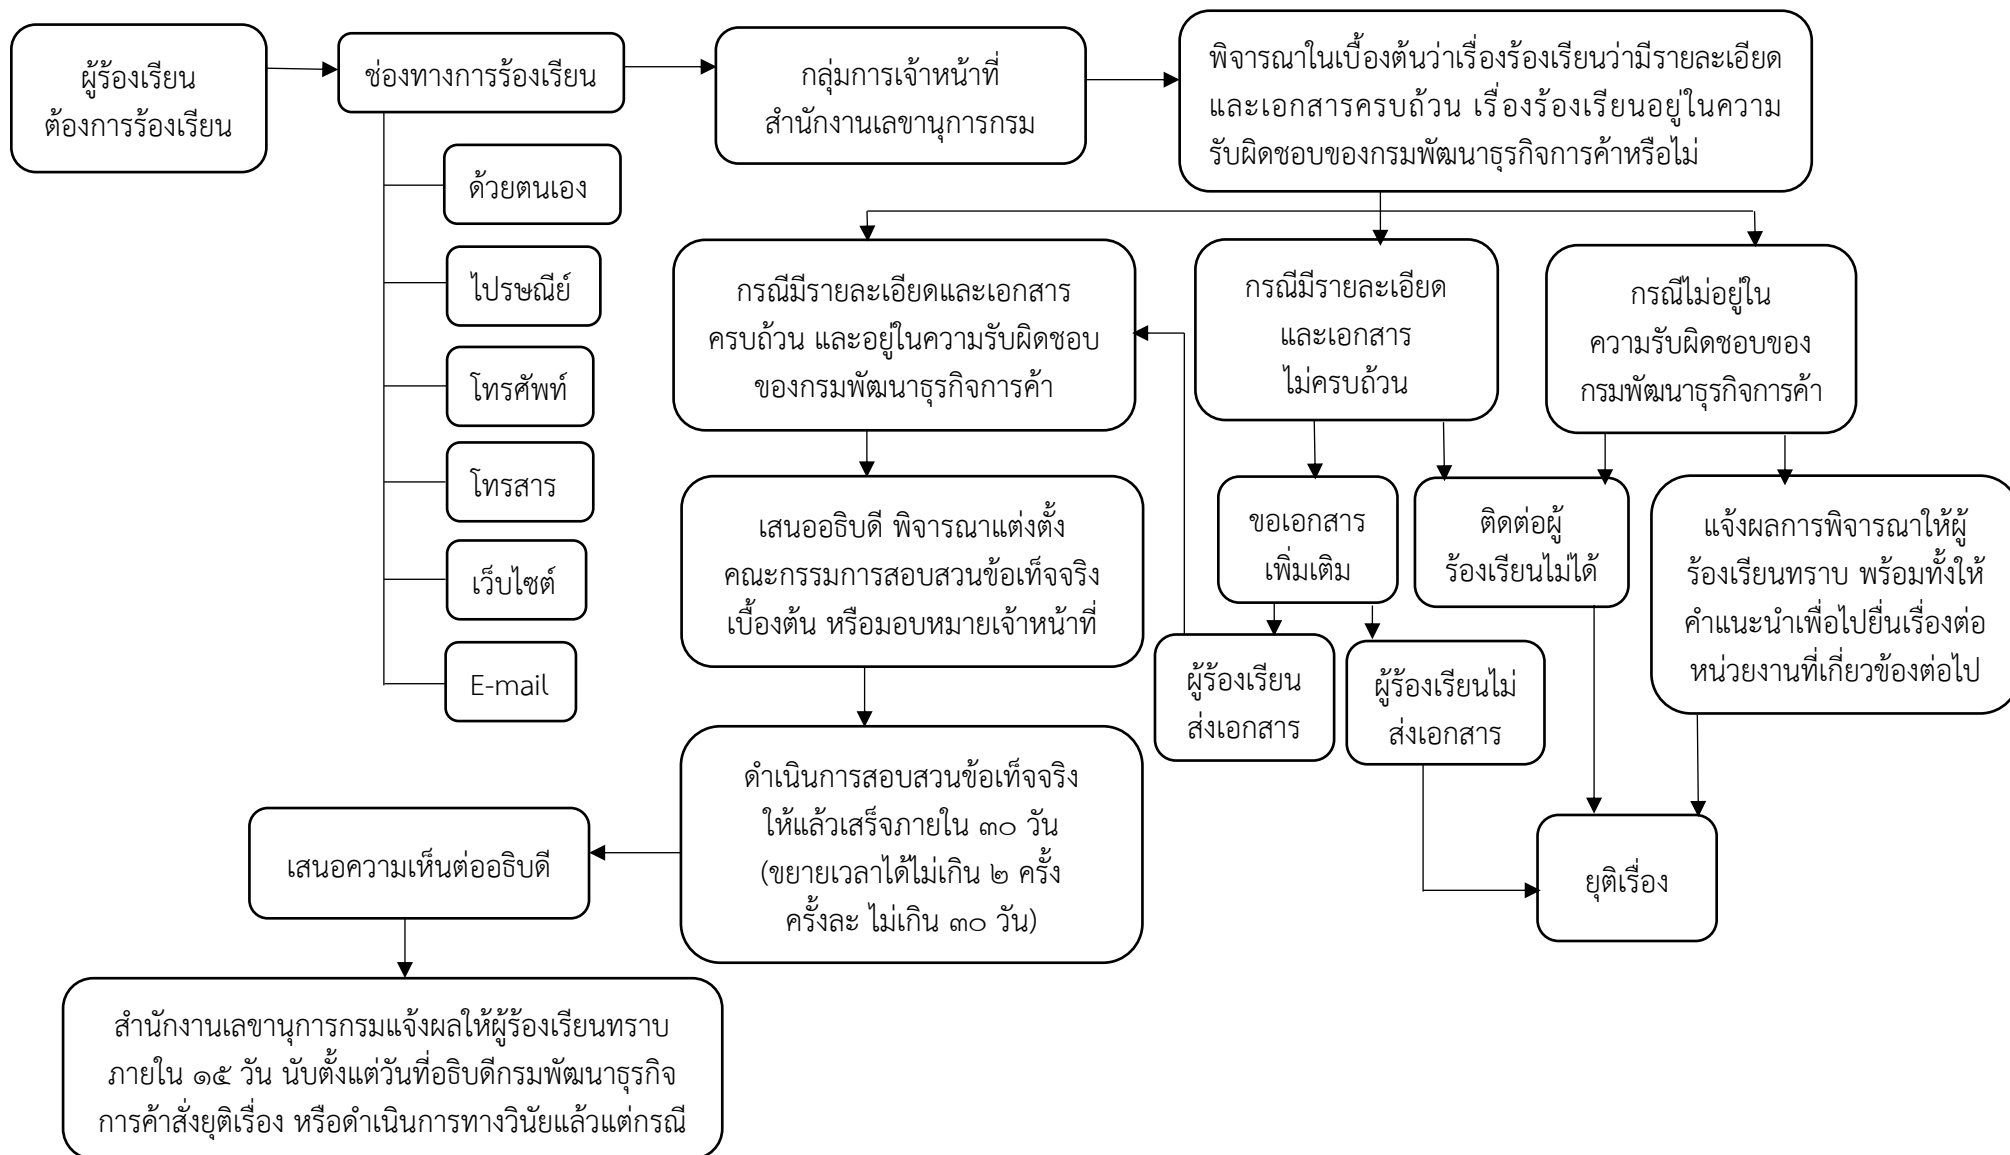 ผู้ร้องเรียน
ต้องการร้องเรียน
ช่องทางการร้องเรียน
กลุ่มการเจ้าหน้าที่
สำนักงานเลขานุการกรม
พิจารณาในเบื้องต้นว่าเรื่องร้องเรียนว่ามีรายละเอียด
และเอกสารครบถ้วน เรื่องร้องเรียนอยู่ในความ
รับผิดชอบของกรมพัฒนาธุรกิจการค้าหรือไม่
ด้วยตนเอง
ไปรษณีย์
โทรศัพท์
โทรสาร
เว็บไซต์
E-mail
กรณีมีรายละเอียดและเอกสาร
ครบถ้วน และอยู่ในความรับผิดชอบ
ของกรมพัฒนาธุรกิจการค้า
กรณีมีรายละเอียด
และเอกสาร
ไม่ครบถ้วน
กรณีไม่อยู่ใน
ความรับผิดชอบของ
กรมพัฒนาธุรกิจการค้า
เสนออธิบดี พิจารณาแต่งตั้ง
คณะกรรมการสอบสวนข้อเท็จจริง
เบื้องต้น หรือมอบหมายเจ้าหน้าที่
ขอเอกสาร
เพิ่มเติม
ติดต่อผู้
ร้องเรียนไม่ได้
แจ้งผลการพิจารณาให้ผู้
ร้องเรียนทราบ พร้อมทั้งให้
คำแนะนำเพื่อไปยื่นเรื่องต่อ
หน่วยงานที่เกี่ยวข้องต่อไป
ผู้ร้องเรียน
ส่งเอกสาร
ผู้ร้องเรียนไม่
ส่งเอกสาร
ดำเนินการสอบสวนข้อเท็จจริง
ให้แล้วเสร็จภายใน ๓๐ วัน
(ขยายเวลาได้ไม่เกิน ๒ ครั้ง
ครั้งละ ไม่เกิน ๓๐ วัน)
เสนอความเห็นต่ออธิบดี
ยุติเรื่อง
สำนักงานเลขานุการกรมแจ้งผลให้ผู้ร้องเรียนทราบ
ภายใน ๑๕ วัน นับตั้งแต่วันที่อธิบดีกรมพัฒนาธุรกิจ
การค้าสั่งยุติเรื่อง หรือดำเนินการทางวินัยแล้วแต่กรณี